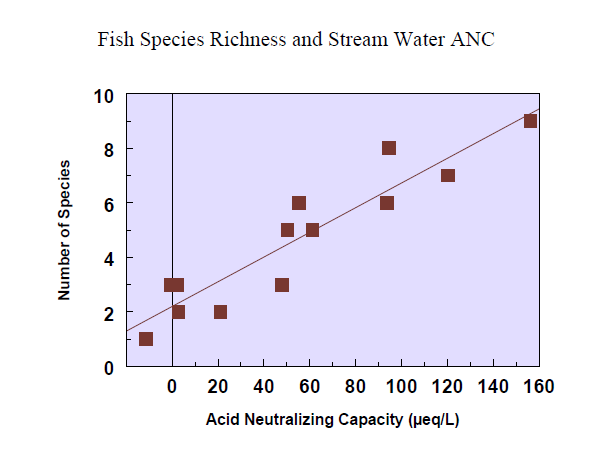 Fish Species Richness and Stream Water ANC
10
8
6
4
2
0
Number of Species
0 20 40 60 80 100 120 140 160
Acid Neutralizing Capacity (µeq/L)